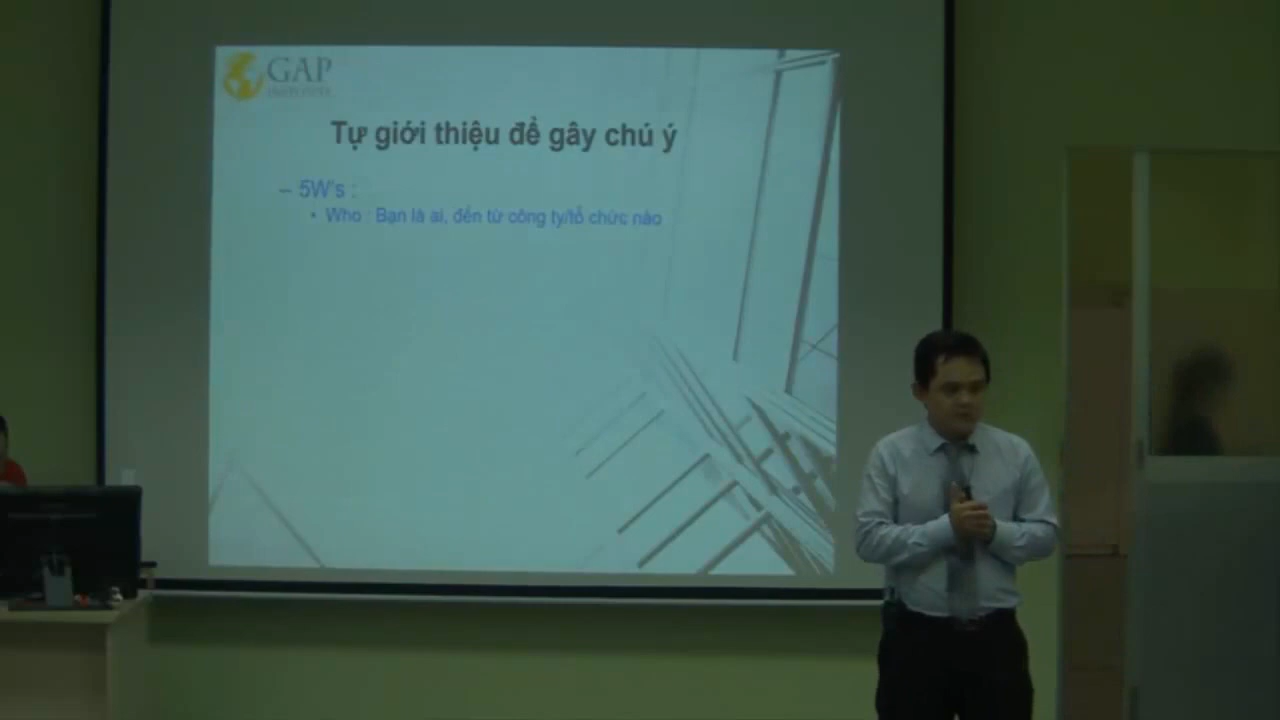 GAP
Tự giới thiệu để gây chú ý
– 5W's :
• Who : Bạn là ai, đến từ công ty/tổ chức nào